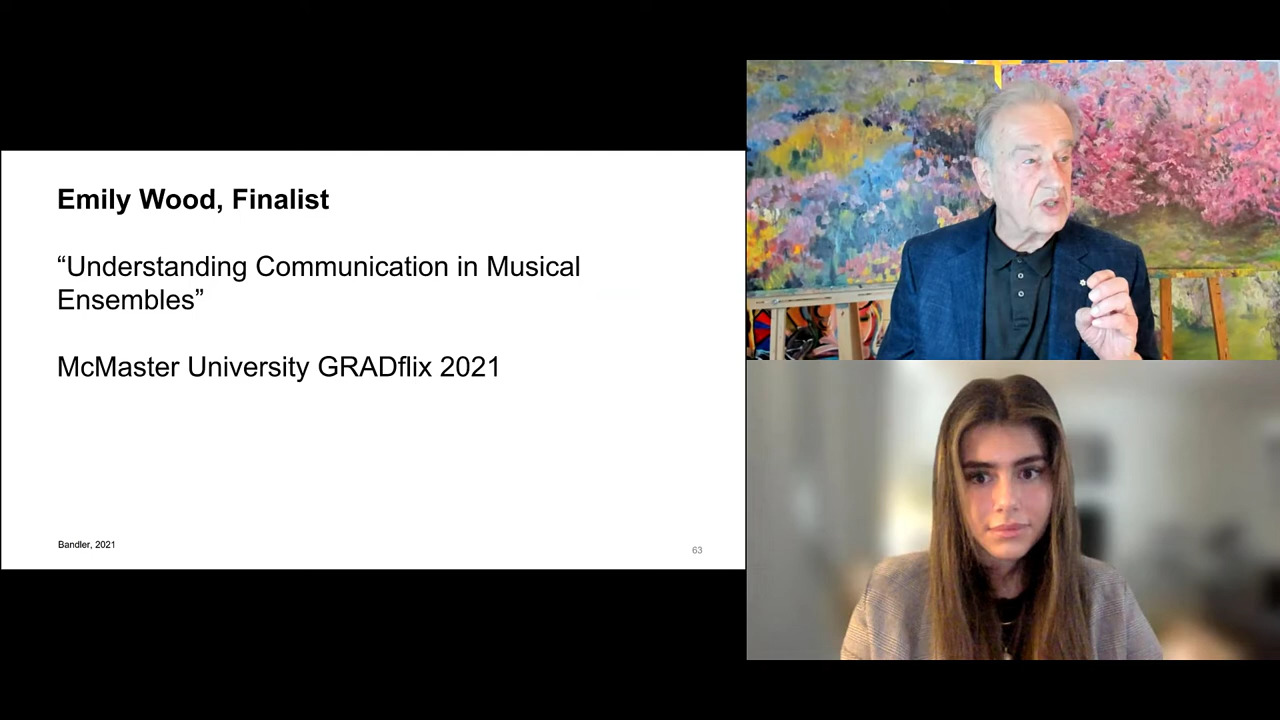 Emily Wood, Finalist
“Understanding Communication in Musical
Ensembles”
McMaster University GRADflix 2021
Bandler, 2021
63